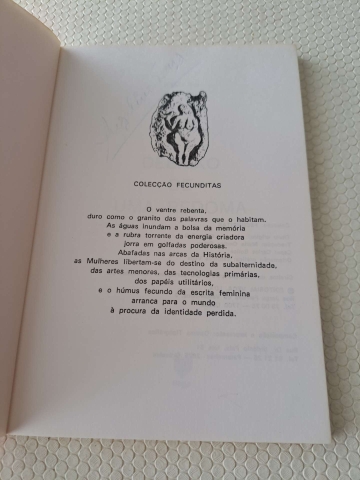 COLECÇÃO FECUNDITAS
O ventre rebenta,
duro como o granito das palavras que o habitam.
As águas inundam a bolsa da memória
e a rubra torrente da energia criadora
jorra em golfadas poderosas.
Abafadas nas arcas da História,
as Mulheres libertam-se do destino da subalternidade,
das artes menores, das tecnologias primárias,
dos papéis utilitários,
e o húmus fecundo da escrita feminina
arranca para o mundo
à procura da identidade perdida.